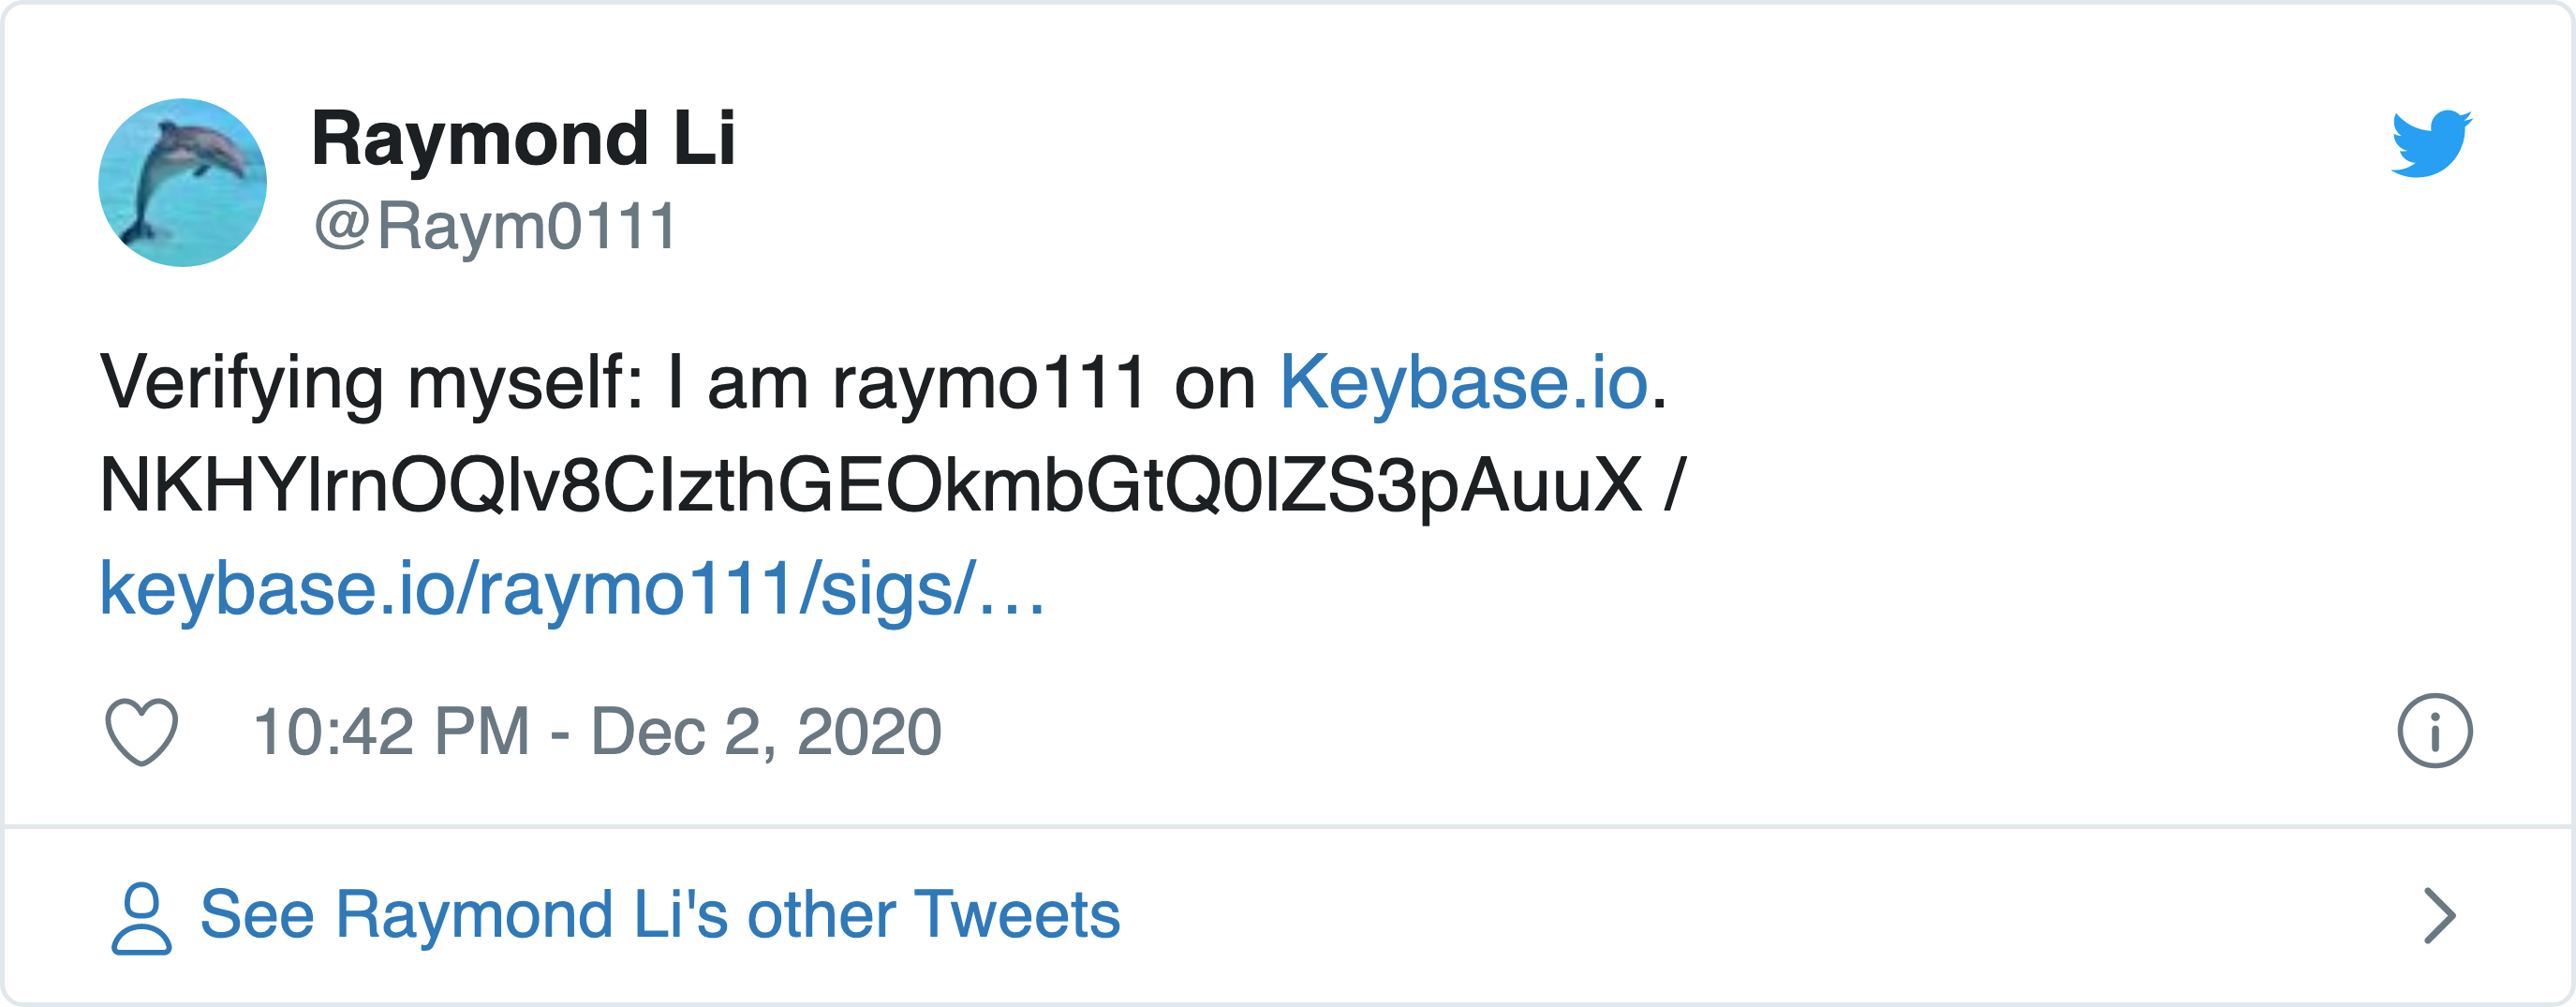 Raymond Li
@Raym0111
Verifying myself: I am raymo111 on Keybase.io.
NKHYlrnOQlv8CIzthGEOkmbGtQ0lZS3pAuuX /
keybase.io/raymo111/sigs/…
10:42 PM - Dec 2, 2020
See Raymond Li's other Tweets